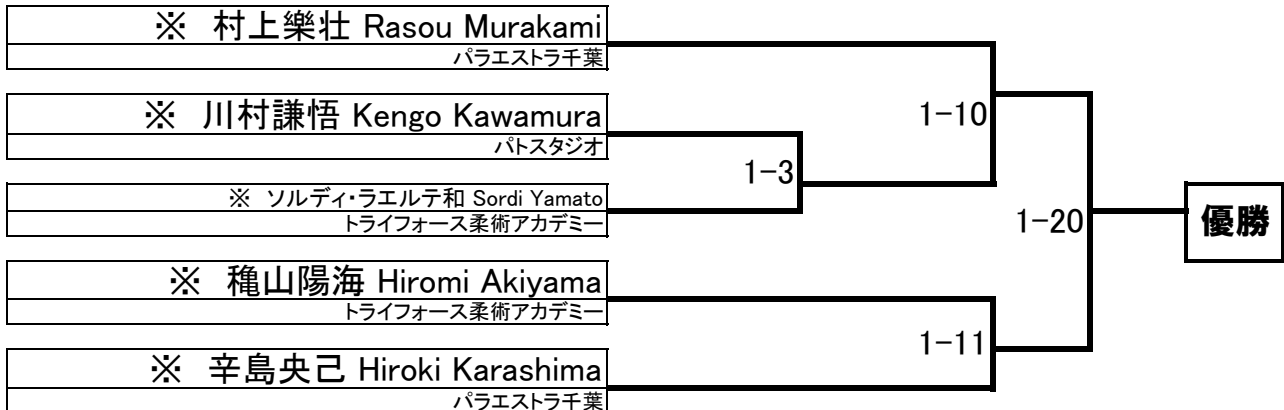 ※ 村上樂壮 Rasou Murakami
パラエストラ千葉
1-10
※ 川村謙悟 Kengo Kawamura
パトスタジオ
1-3
※ ソルディ・ラエルテ和 Sordi Yamato
トライフォース柔術アカデミー
1-20
優勝
※ 穐山陽海 Hiromi Akiyama
トライフォース柔術アカデミー
1-11
※ 辛島央己 Hiroki Karashima
パラエストラ千葉